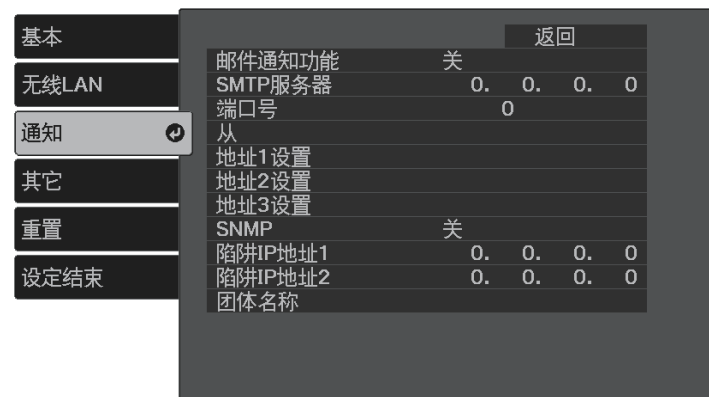 基本
无线LAN
通知
其它
重置
设定结束
返回
邮件通知功能 关
SMTP服务器 0. 0. 0. 0
端口号 0
从
地址1设置
地址2设置
地址3设置
SNMP 关
陷阱IP地址1 0. 0. 0. 0
陷阱IP地址2 0. 0. 0. 0
团体名称